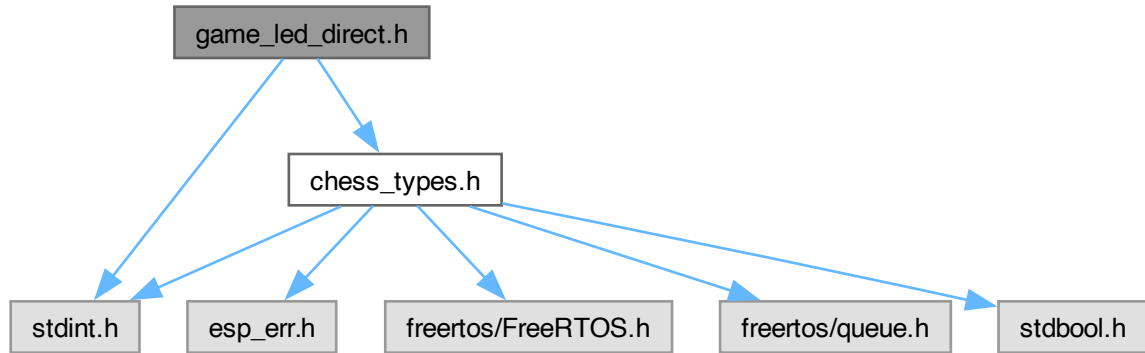 game_led_direct.h
chess_types.h
stdint.h
esp_err.h
freertos/FreeRTOS.h
freertos/queue.h
stdbool.h